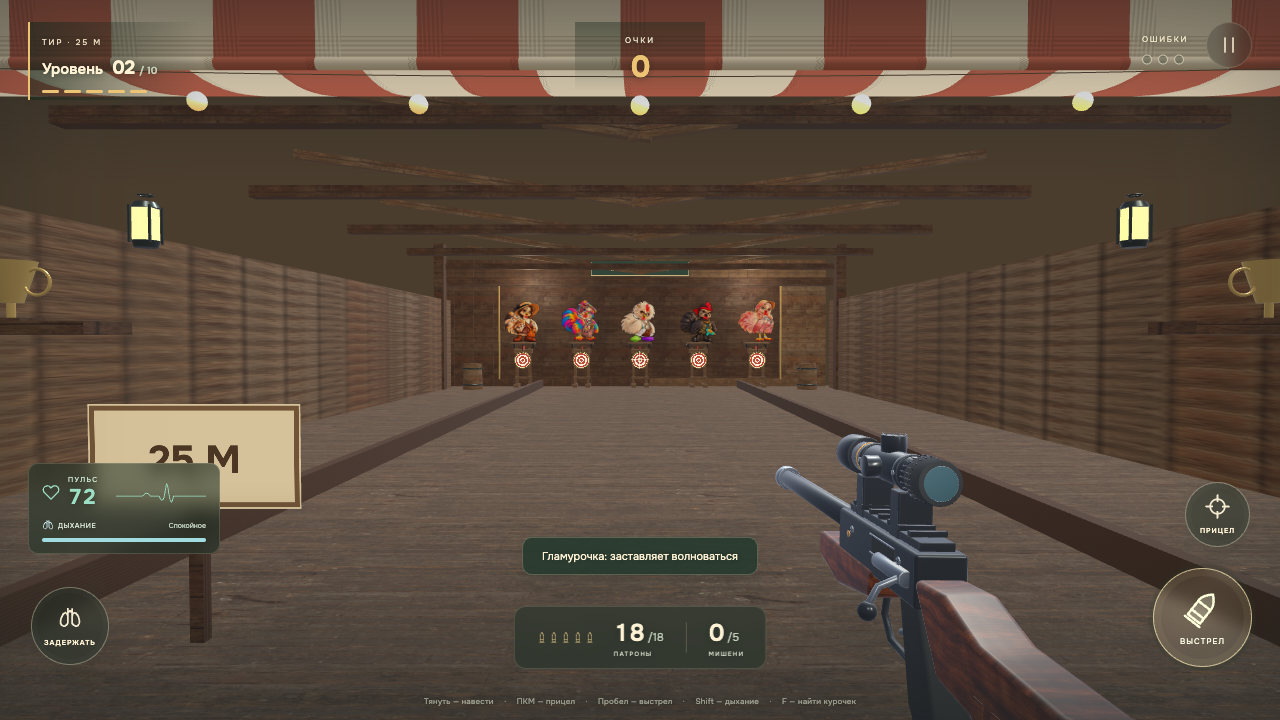 ТИР · 25 М
Уровень 02 / 10
ОЧКИ
0
ОШИБКИ
25 М
ПУЛЬС
72
ДЫХАНИЕ
Спокойное
ЗАДЕРЖАТЬ
Гламурочка: заставляет волноваться
18 /18
ПАТРОНЫ
0 /5
МИШЕНИ
ПРИЦЕЛ
ВЫСТРЕЛ
Тянуть — навести · ПКМ — прицел · Пробел — выстрел · Shift — дыхание · F — найти курочек